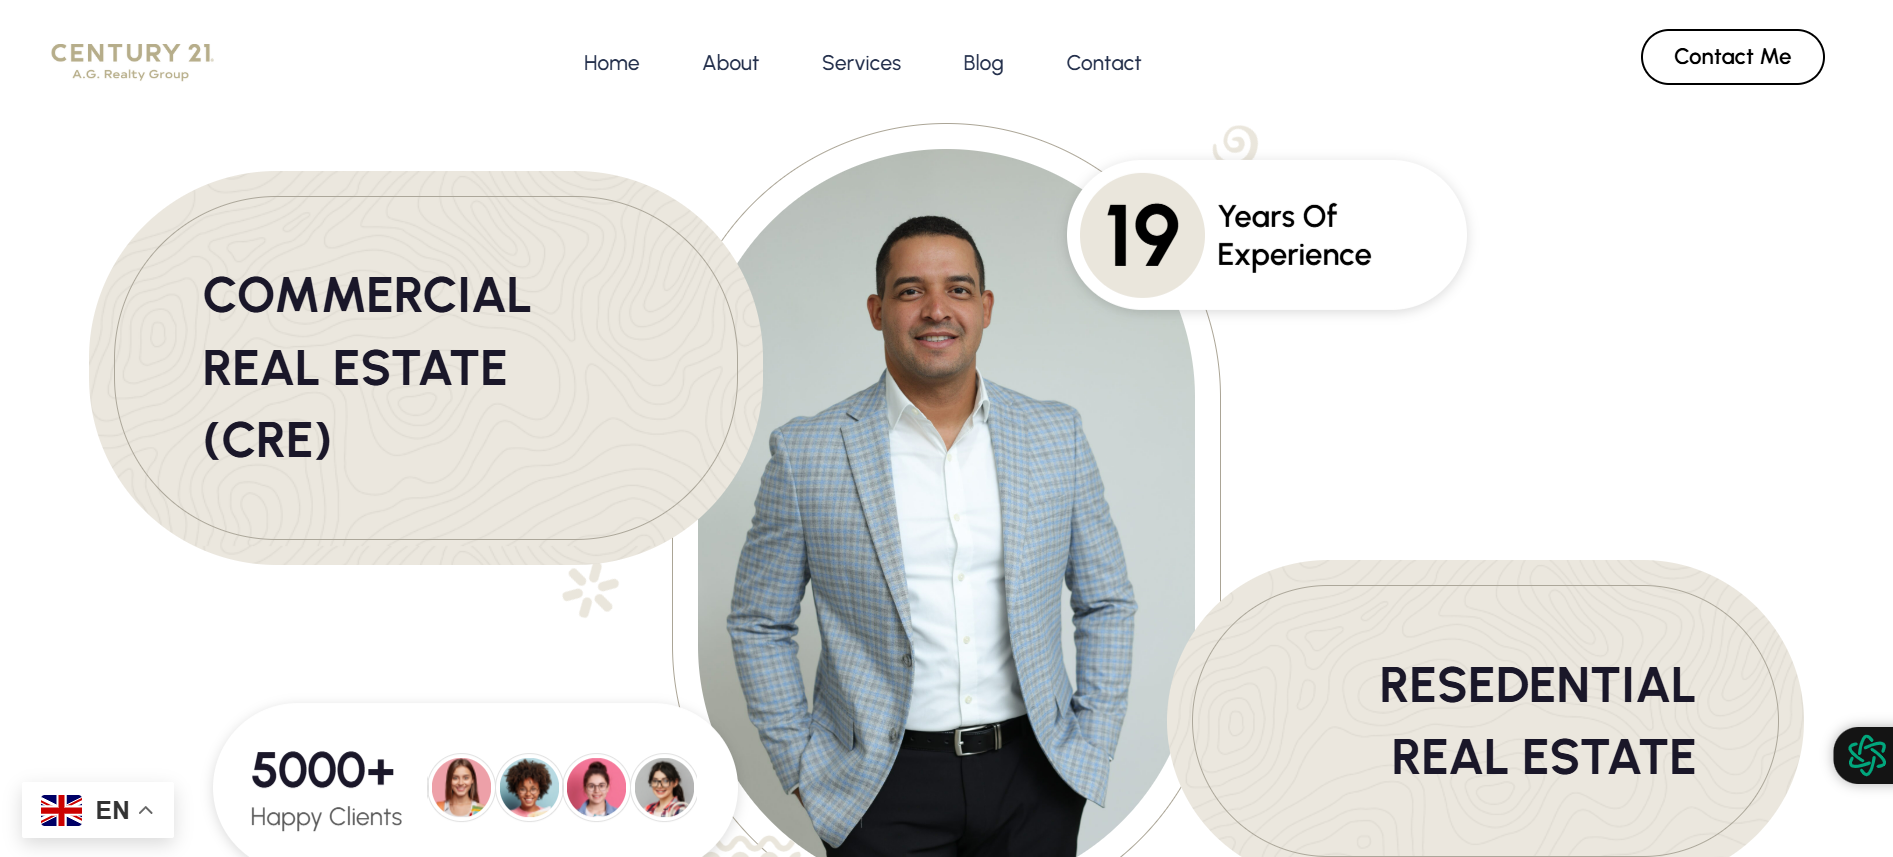 CENTURY 21
A.G. Realty Group
Home
About
Services
Blog
Contact
Contact Me
19
Years Of
Experience
COMMERCIAL
REAL ESTATE
(CRE)
RESEDENTIAL
REAL ESTATE
5000+
Happy Clients
EN